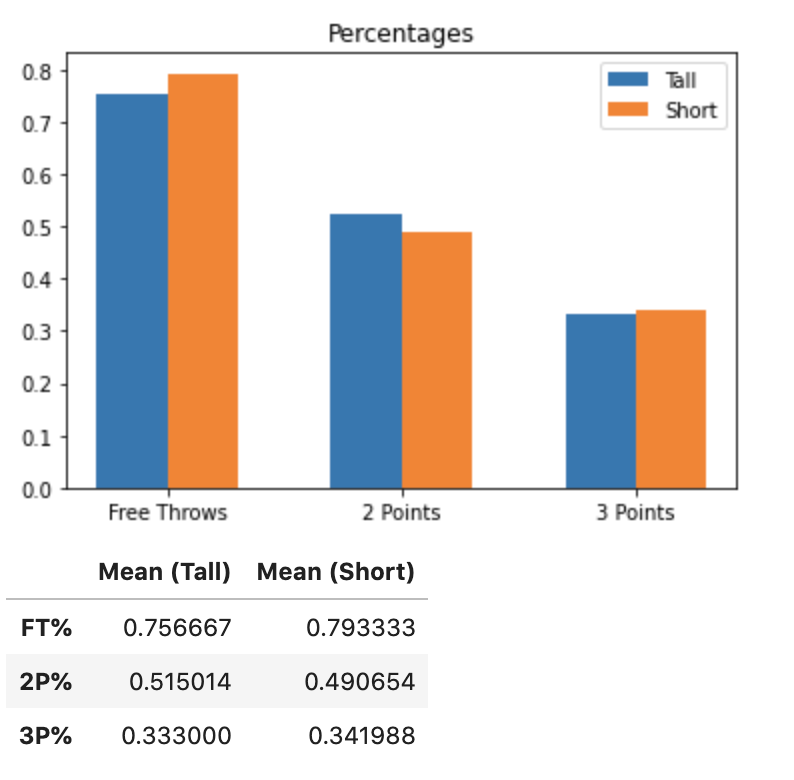 Percentages
0.8
0.7
0.6
0.5
0.4
0.3
0.2
0.1
0.0
Tall
Short
Free Throws 2 Points 3 Points
Mean (Tall) Mean (Short)
FT% 0.756667 0.793333
2P% 0.515014 0.490654
3P% 0.333000 0.341988